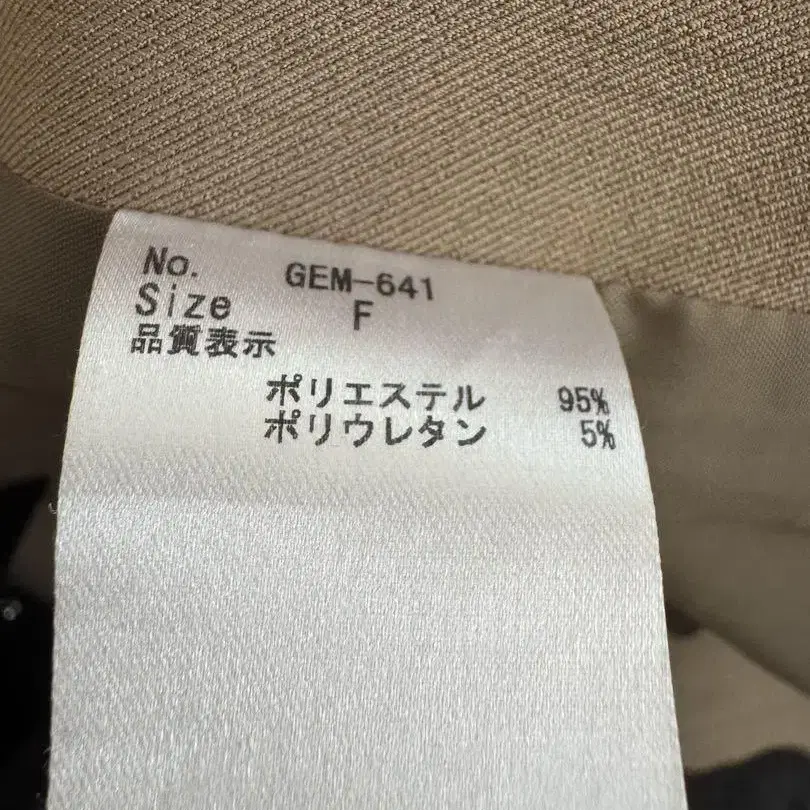 No. GEM-641
Size F
品質表示
ポリエステル 95%
ポリウレタン 5%